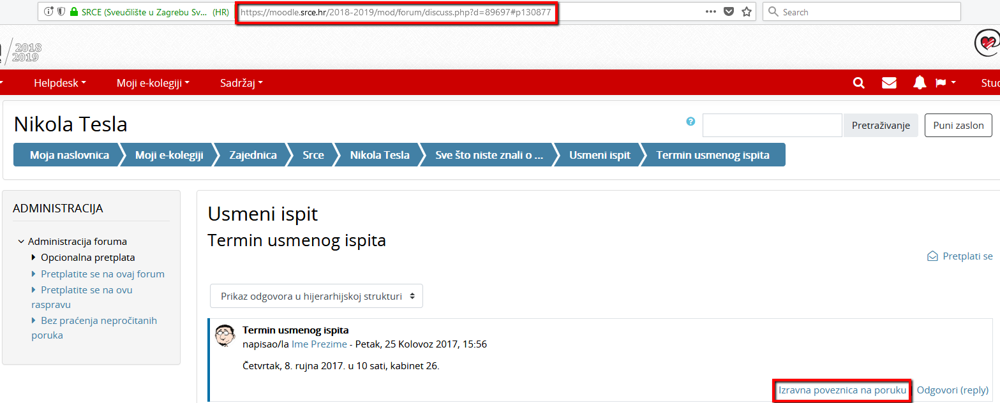 SRCE (Sveučilište u Zagrebu Sv... (HR) https://moodle.srce.hr/2018-2019/mod/forum/discuss.php?d=89697#p130877 Search
2018
2019
Helpdesk Moji e-kolegiji Sadržaj
Nikola Tesla
Pretraživanje Puni zaslon
Moja naslovnica Moji e-kolegiji Zajednica Srce Nikola Tesla Sve što niste znali o ... Usmeni ispit Termin usmenog ispita
ADMINISTRACIJA
Administracija foruma
Opcionalna pretplata
Pretplatite se na ovaj forum
Pretplatite se na ovu
raspravu
Bez praćenja nepročitanih
poruka
Usmeni ispit
Termin usmenog ispita
Pretplati se
Prikaz odgovora u hijerarhijskoj strukturi
Termin usmenog ispita
napisao/la Ime Prezime - Petak, 25 Kolovoz 2017, 15:56
Četvrtak, 8. rujna 2017. u 10 sati, kabinet 26.
Izravna poveznica na poruku Odgovori (reply)